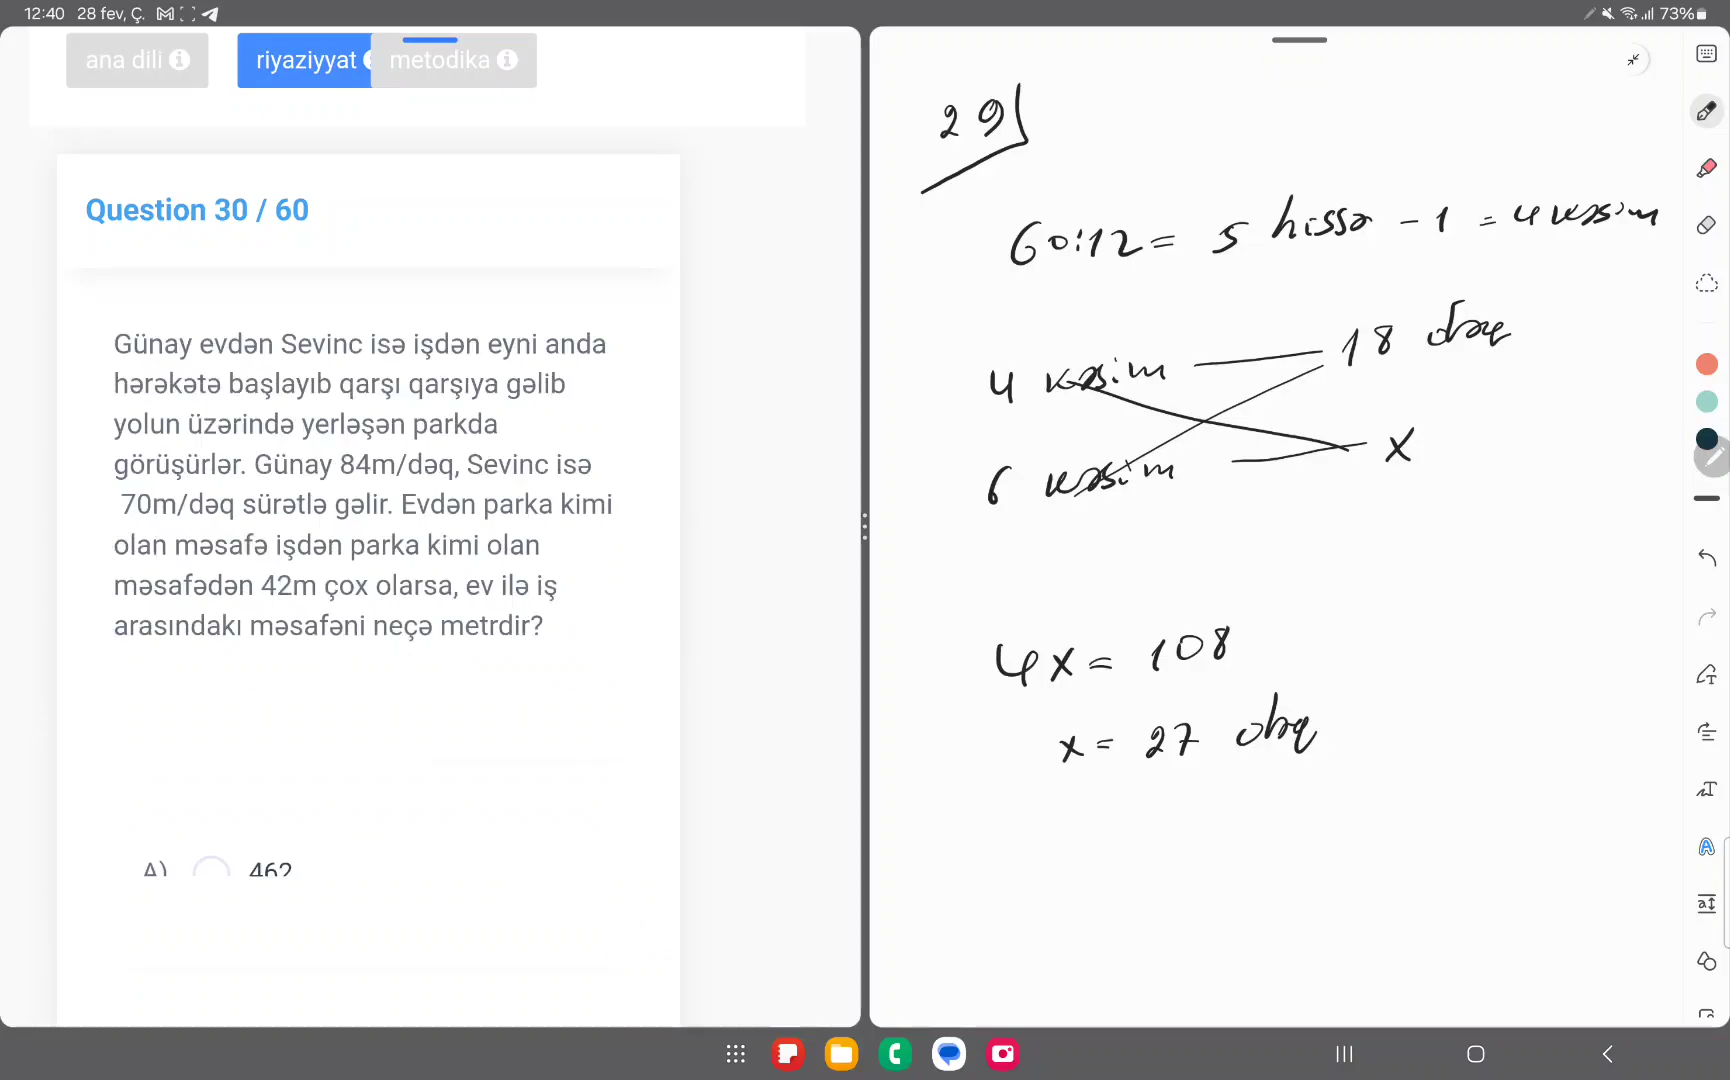 12:40 28 fev, Ç. 73%
ana dili riyaziyyat metodika
Question 30 / 60
Günay evdən Sevinc isə işdən eyni anda
hərəkətə başlayıb qarşı qarşıya gəlib
yolun üzərində yerləşən parkda
görüşürlər. Günay 84m/dəq, Sevinc isə
70m/dəq sürətlə gəlir. Evdən parka kimi
olan məsafə işdən parka kimi olan
məsafədən 42m çox olarsa, ev ilə iş
arasındakı məsafəni neçə metrdir?
A) 462
29
60:12= 5 hissə - 1 = 4 kəsim
4 kəsim 18 dəq
6 kəsim x
4x= 108
x= 27 dəq